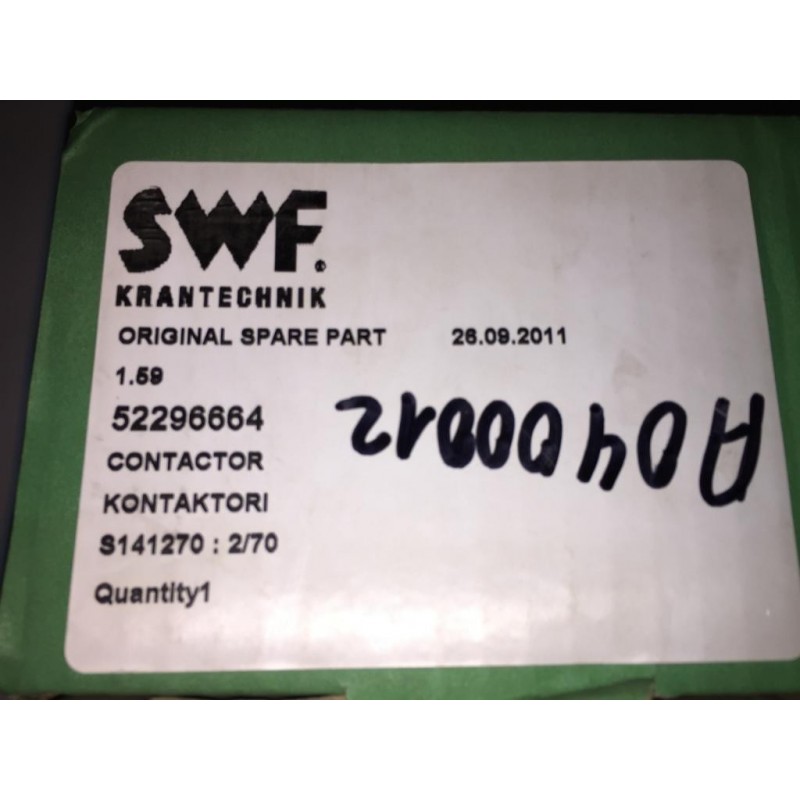 SWF®
KRANTECHNIK
ORIGINAL SPARE PART 26.09.2011
1.59
52296664
A0400012
CONTACTOR
KONTAKTORI
S141270 : 2/70
Quantity1